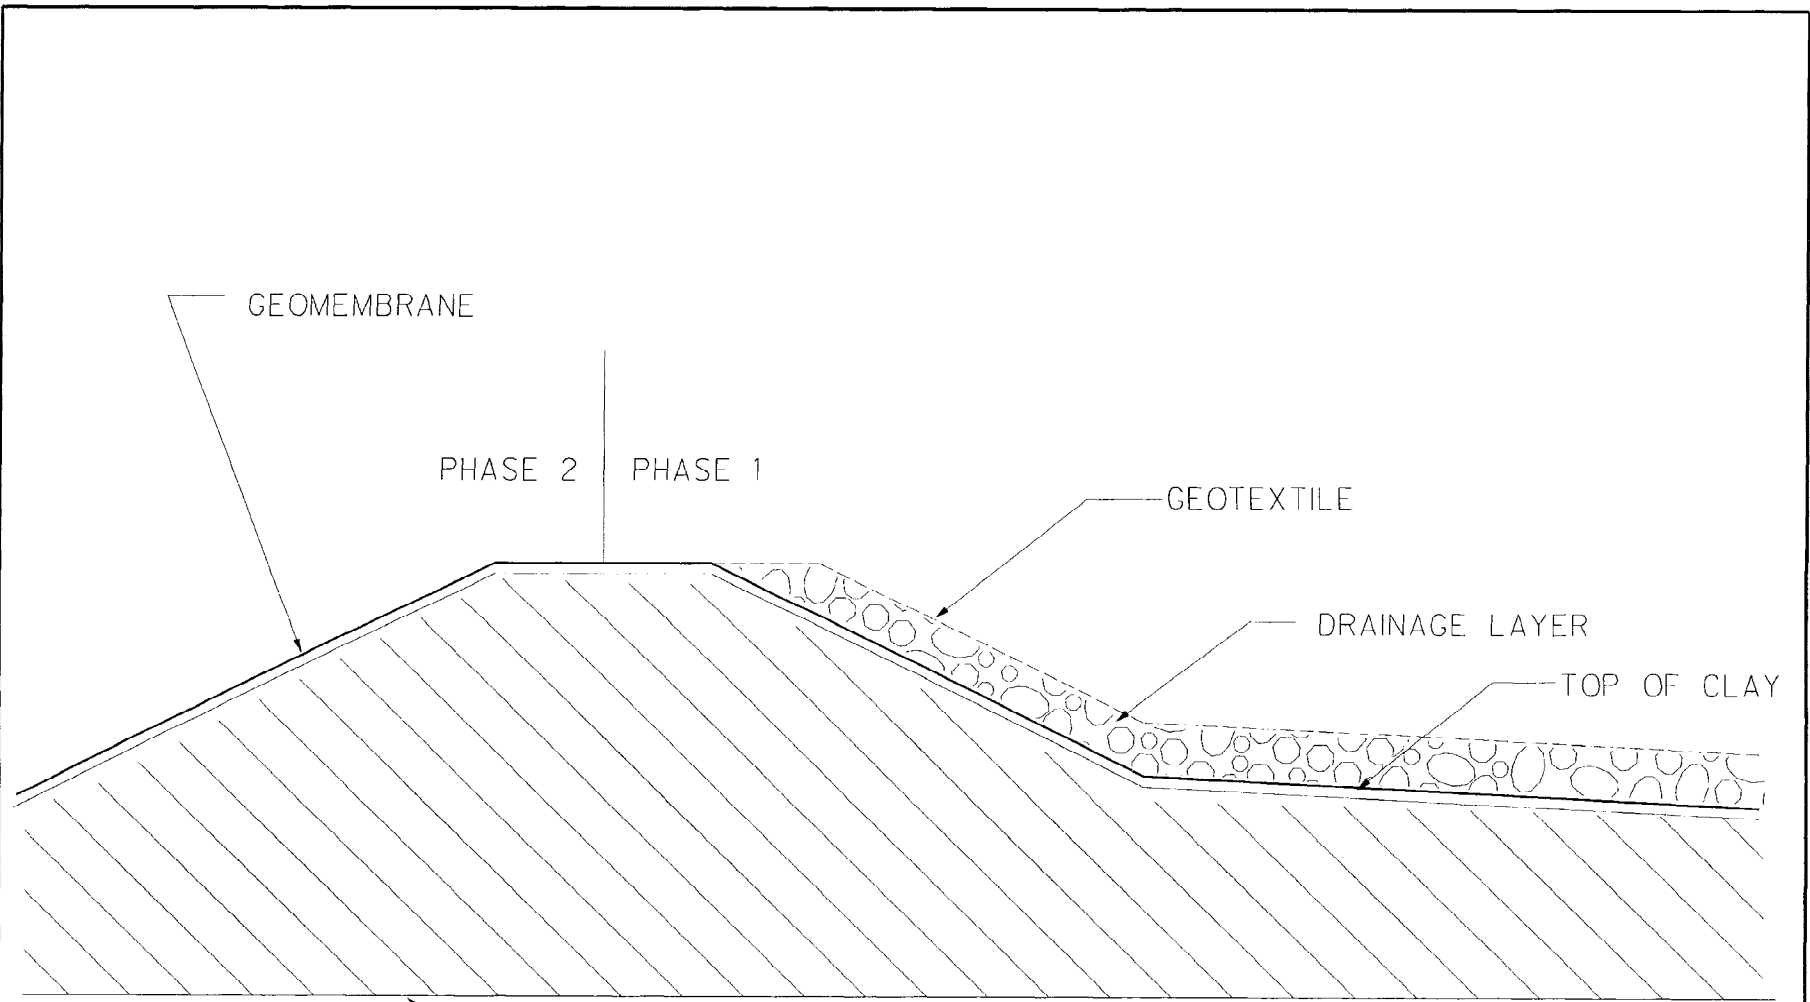 GEOMEMBRANE
PHASE 2
PHASE 1
GEOTEXTILE
DRAINAGE LAYER
TOP OF CLAY